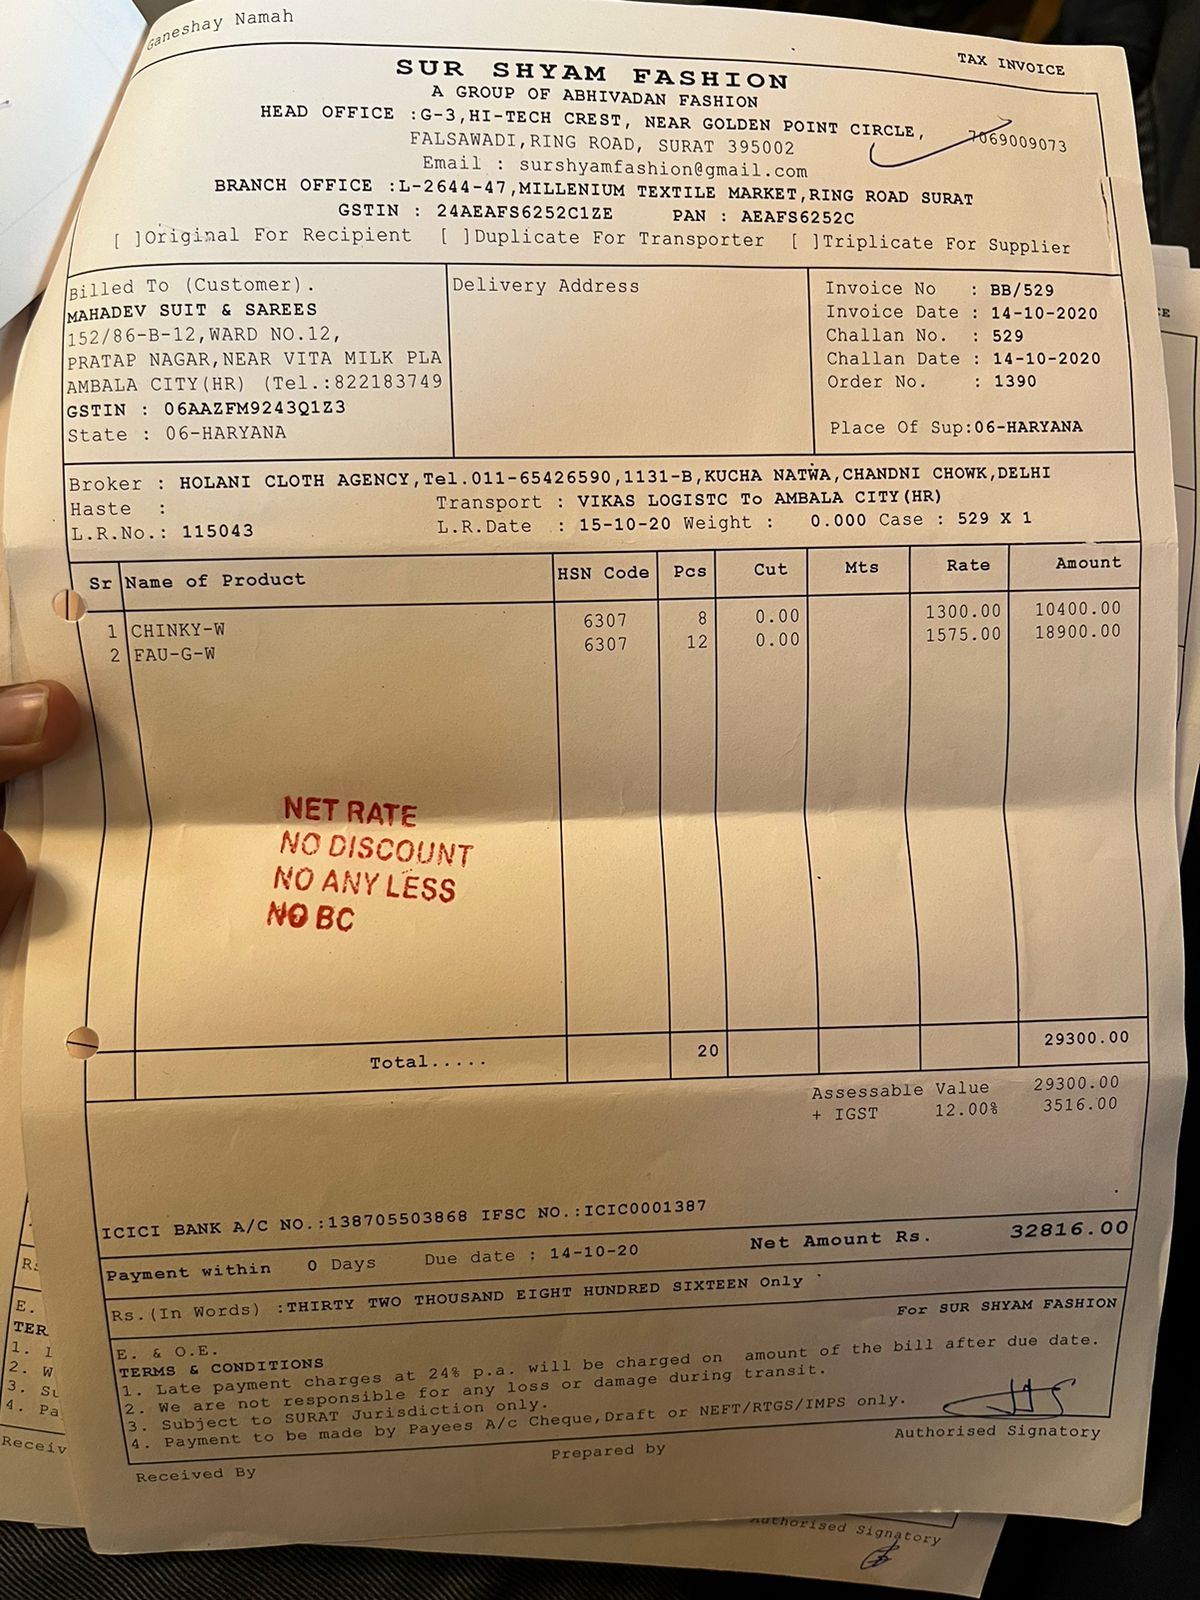 Ganeshay Namah
TAX INVOICE
SUR SHYAM FASHION
A GROUP OF ABHIVADAN FASHION
HEAD OFFICE :G-3,HI-TECH CREST, NEAR GOLDEN POINT CIRCLE,
7069009073
FALSAWADI,RING ROAD, SURAT 395002
Email : surshyamfashion@gmail.com
BRANCH OFFICE :L-2644-47,MILLENIUM TEXTILE MARKET,RING ROAD SURAT
GSTIN : 24AEAFS6252C1ZE PAN : AEAFS6252C
[ ]Original For Recipient [ ]Duplicate For Transporter [ ]Triplicate For Supplier
Billed To (Customer).
MAHADEV SUIT & SAREES
152/86-B-12,WARD NO.12,
PRATAP NAGAR,NEAR VITA MILK PLA
AMBALA CITY(HR) (Tel.:822183749
GSTIN : 06AAZFM9243Q1Z3
State : 06-HARYANA
Delivery Address
Invoice No : BB/529
Invoice Date : 14-10-2020
Challan No. : 529
Challan Date : 14-10-2020
Order No. : 1390
Place Of Sup:06-HARYANA
Broker : HOLANI CLOTH AGENCY,Tel.011-65426590,1131-B,KUCHA NATWA,CHANDNI CHOWK,DELHI
Haste : Transport : VIKAS LOGISTC To AMBALA CITY(HR)
L.R.No.: 115043 L.R.Date : 15-10-20 Weight : 0.000 Case : 529 X 1
Sr Name of Product HSN Code Pcs Cut Mts Rate Amount
1 CHINKY-W 6307 8 0.00 1300.00 10400.00
2 FAU-G-W 6307 12 0.00 1575.00 18900.00
NET RATE
NO DISCOUNT
NO ANY LESS
NO BC
Total..... 20 29300.00
Assessable Value 29300.00
+ IGST 12.00% 3516.00
ICICI BANK A/C NO.:138705503868 IFSC NO.:ICIC0001387
Payment within 0 Days Due date : 14-10-20 Net Amount Rs. 32816.00
Rs.(In Words) :THIRTY TWO THOUSAND EIGHT HUNDRED SIXTEEN Only
For SUR SHYAM FASHION
E. & O.E.
TERMS & CONDITIONS
1. Late payment charges at 24% p.a. will be charged on amount of the bill after due date.
2. We are not responsible for any loss or damage during transit.
3. Subject to SURAT Jurisdiction only.
4. Payment to be made by Payees A/c Cheque,Draft or NEFT/RTGS/IMPS only.
Received By Prepared by Authorised Signatory
E.
TER
1.
2. W
3. Su
4. Pa
Receiv
Authorised Signatory